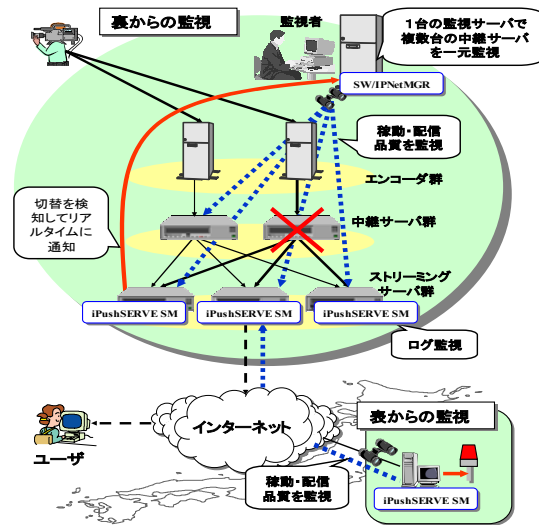 裏からの監視
監視者
1台の監視サーバで
複数台の中継サーバ
を一元監視
SW/IPNetMGR
稼動・配信
品質を監視
エンコーダ群
切替を検
知してリアル
タイムに
通知
中継サーバ群
ストリーミング
サーバ群
iPushSERVE SM
iPushSERVE SM
iPushSERVE SM
ログ監視
インターネット
ユーザ
表からの監視
稼動・配信
品質を監視
iPushSERVE SM